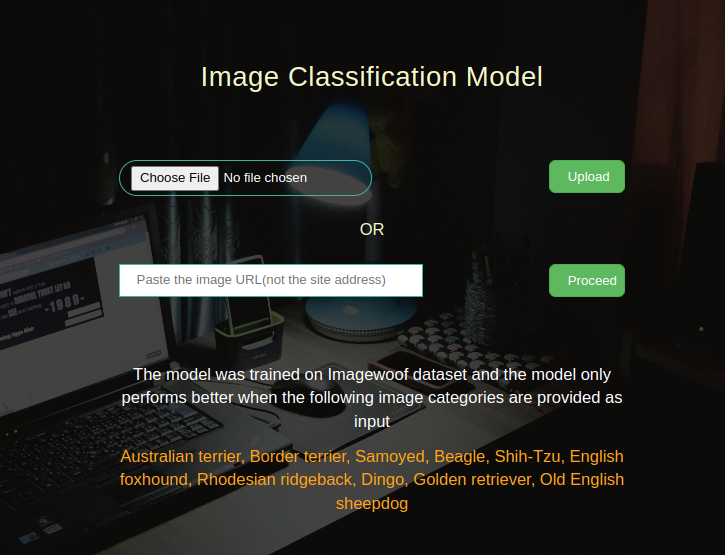 Image Classification Model
Choose File No file chosen
Upload
OR
Paste the image URL(not the site address)
Proceed
-1989-
The model was trained on Imagewoof dataset and the model only
performs better when the following image categories are provided as
input
Australian terrier, Border terrier, Samoyed, Beagle, Shih-Tzu, English
foxhound, Rhodesian ridgeback, Dingo, Golden retriever, Old English
sheepdog